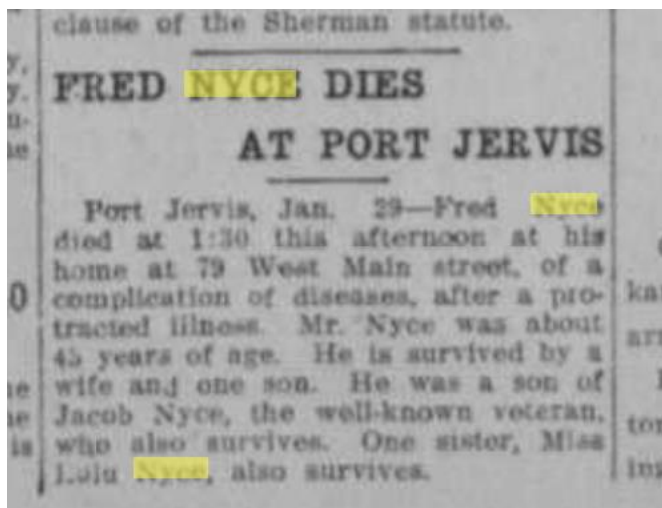 clause of the Sherman statute.
FRED NYCE DIES
AT PORT JERVIS
Port Jervis, Jan. 29—Fred Nyce
died at 1:30 this afternoon at his
home at 79 West Main street, of a
complication of diseases, after a pro-
tracted illness. Mr. Nyce was about
45 years of age. He is survived by a
wife and one son. He was a son of
Jacob Nyce, the well-known veteran,
who also survives. One sister, Miss
Lulu Nyce, also survives.